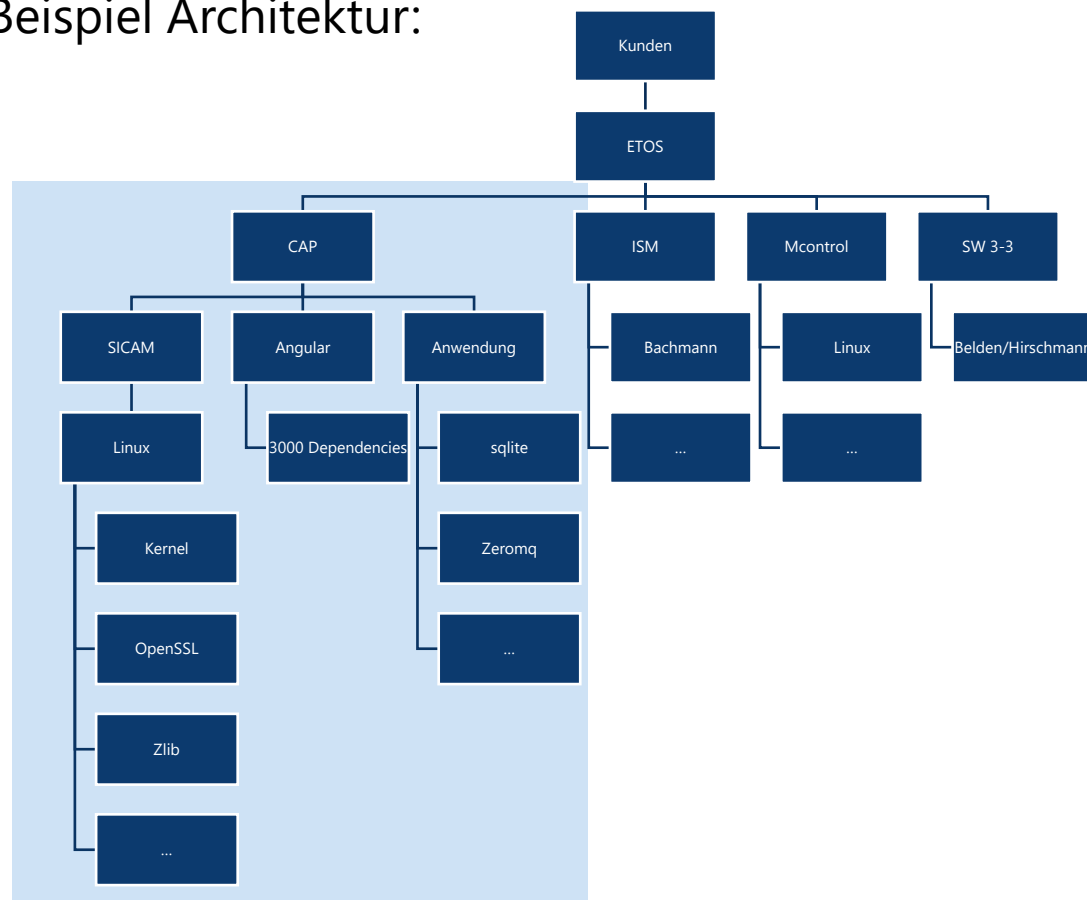 Beispiel Architektur:
Kunden
ETOS
CAP
ISM
Mcontrol
SW 3-3
SICAM
Angular
Anwendung
Bachmann
Linux
Belden/Hirschmann
Linux
3000 Dependencies
sqlite
...
...
Kernel
Zeromq
OpenSSL
...
Zlib
...